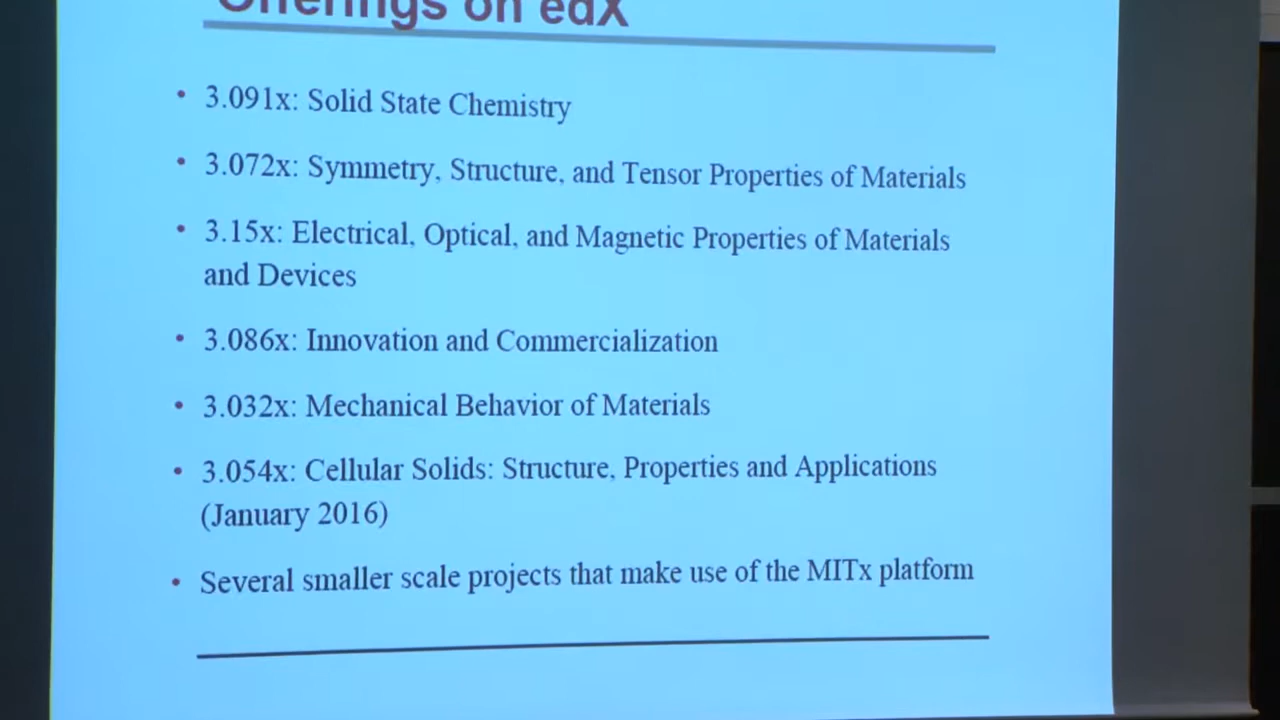 Offerings on edX
• 3.091x: Solid State Chemistry
• 3.072x: Symmetry, Structure, and Tensor Properties of Materials
• 3.15x: Electrical, Optical, and Magnetic Properties of Materials
and Devices
• 3.086x: Innovation and Commercialization
• 3.032x: Mechanical Behavior of Materials
• 3.054x: Cellular Solids: Structure, Properties and Applications
(January 2016)
• Several smaller scale projects that make use of the MITx platform